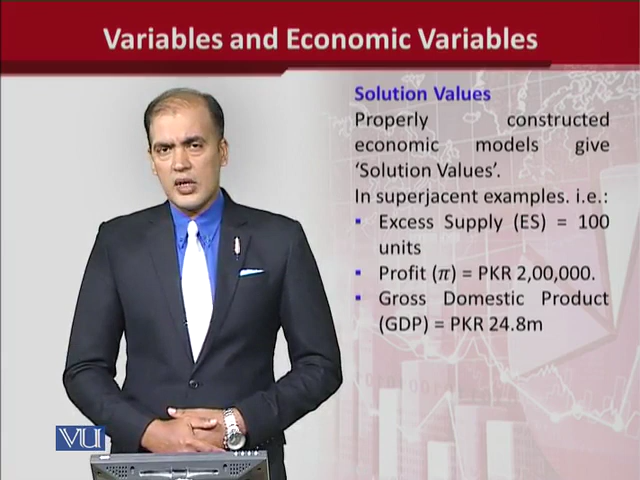 Variables and Economic Variables
Solution Values
Properly constructed
economic models give
‘Solution Values’.
In superjacent examples. i.e.:
▪ Excess Supply (ES) = 100
units
▪ Profit (𝜋) = PKR 2,00,000.
▪ Gross Domestic Product
(GDP) = PKR 24.8m
VU